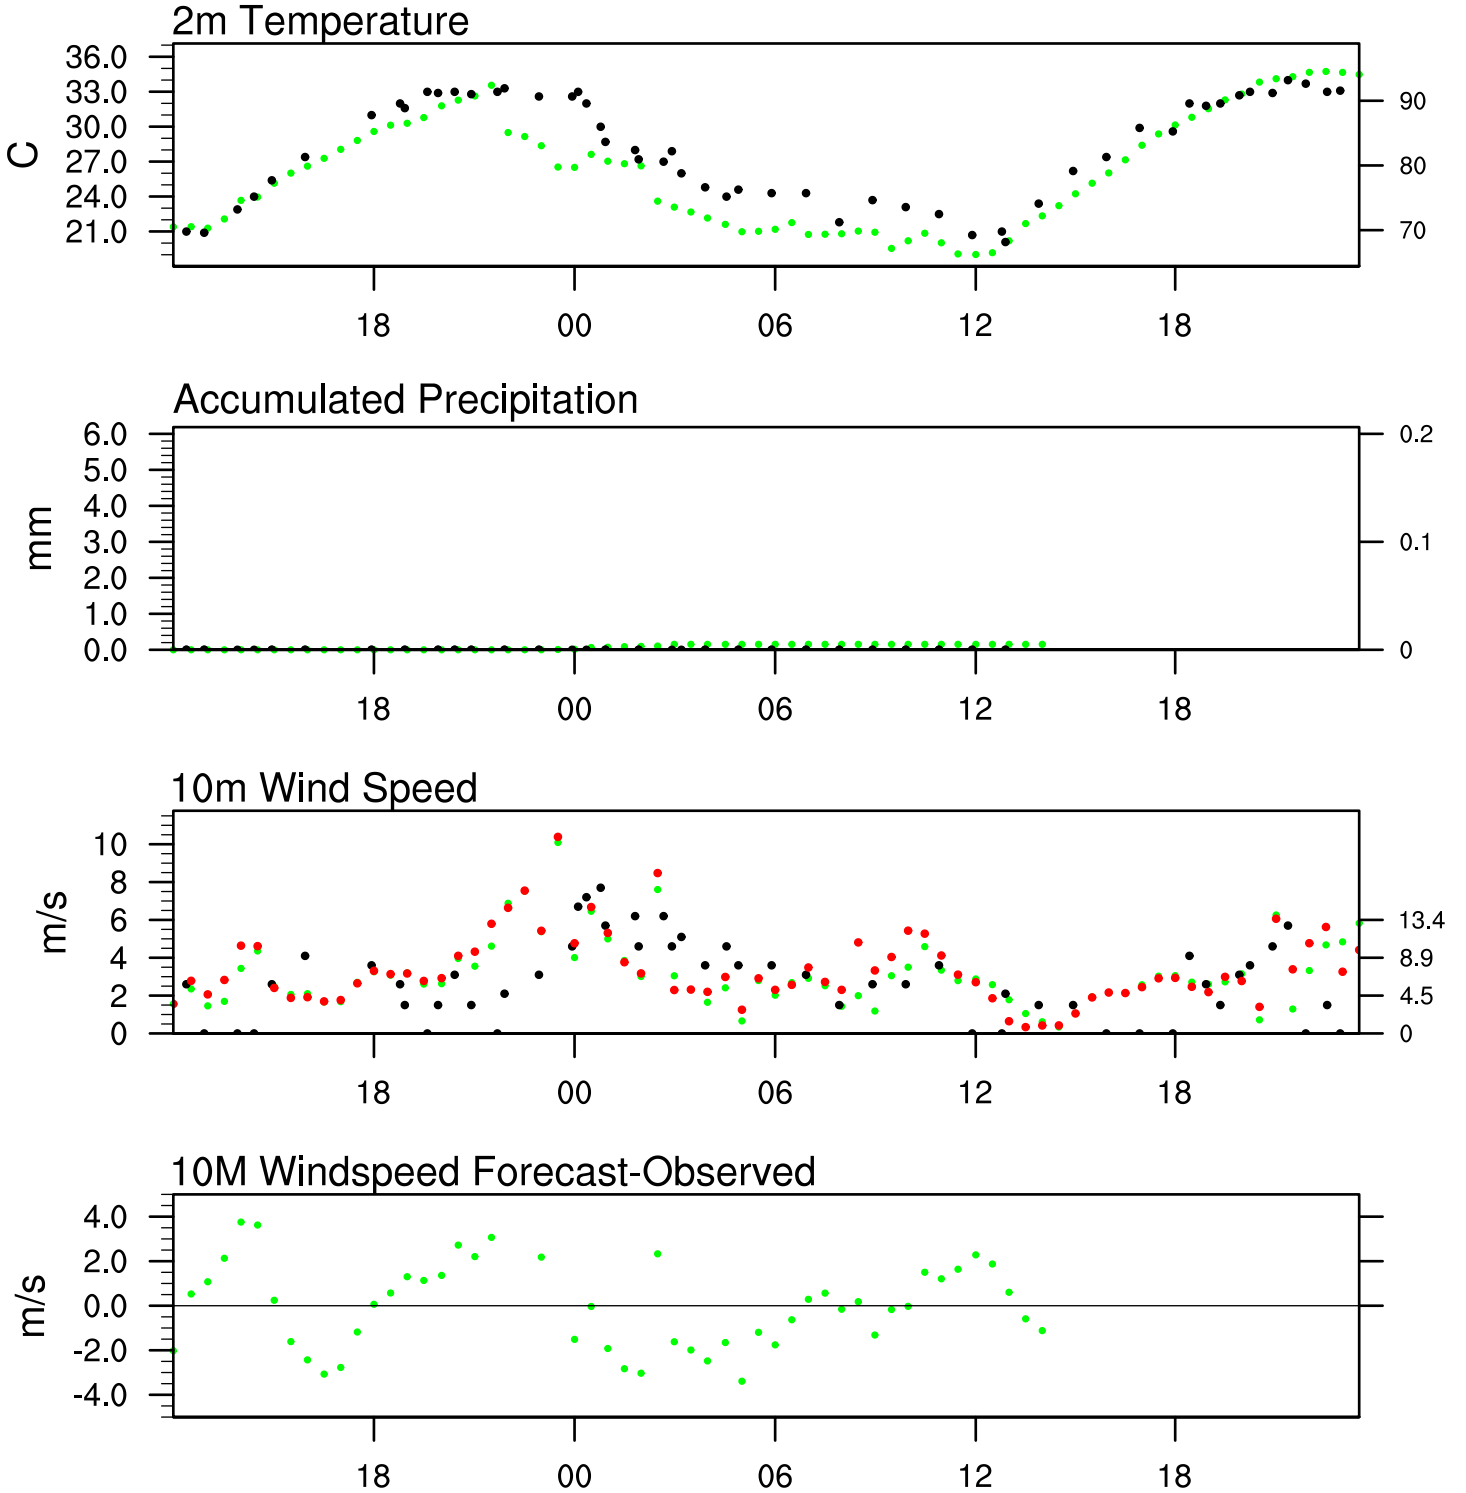 2m Temperature
36.0
33.0
30.0
27.0
24.0
21.0
C
90
80
70
18 00 06 12 18
Accumulated Precipitation
6.0
5.0
4.0
3.0
2.0
1.0
0.0
mm
0.2
0.1
0
18 00 06 12 18
10m Wind Speed
10
8
6
4
2
0
m/s
13.4
8.9
4.5
0
18 00 06 12 18
10M Windspeed Forecast-Observed
4.0
2.0
0.0
-2.0
-4.0
m/s
18 00 06 12 18